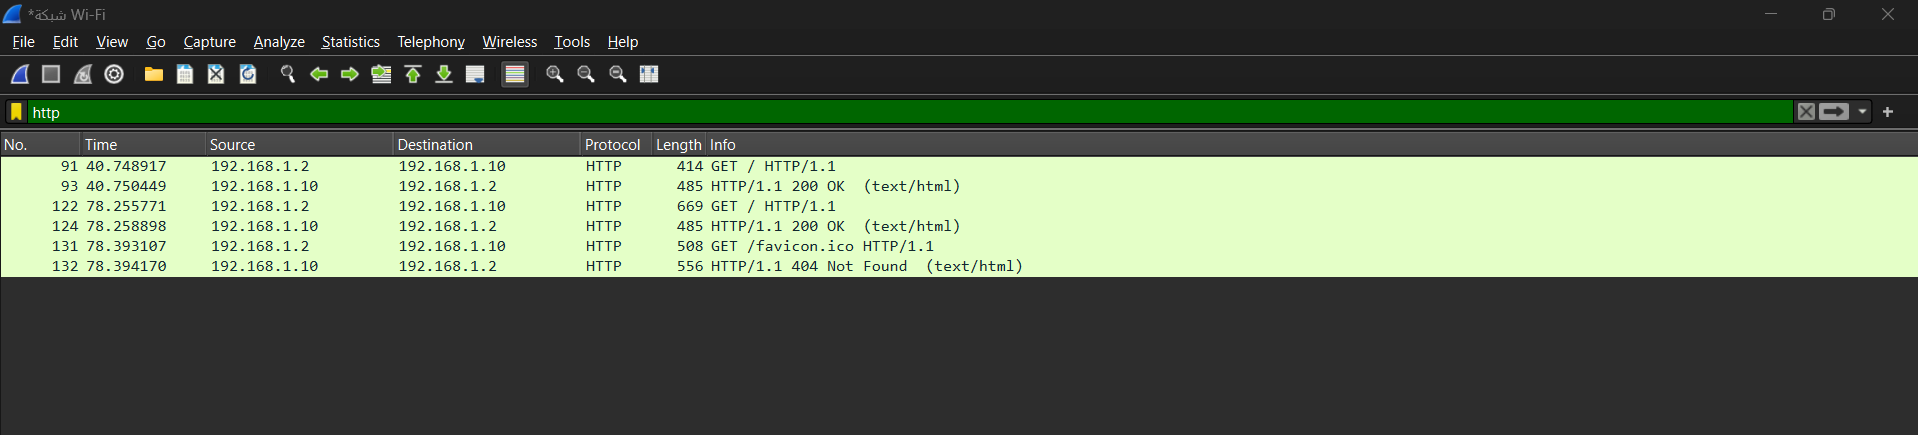 *شبكة Wi-Fi
File Edit View Go Capture Analyze Statistics Telephony Wireless Tools Help
http
No. Time Source Destination Protocol Length Info
91 40.748917 192.168.1.2 192.168.1.10 HTTP 414 GET / HTTP/1.1
93 40.750449 192.168.1.10 192.168.1.2 HTTP 485 HTTP/1.1 200 OK (text/html)
122 78.255771 192.168.1.2 192.168.1.10 HTTP 669 GET / HTTP/1.1
124 78.258898 192.168.1.10 192.168.1.2 HTTP 485 HTTP/1.1 200 OK (text/html)
131 78.393107 192.168.1.2 192.168.1.10 HTTP 508 GET /favicon.ico HTTP/1.1
132 78.394170 192.168.1.10 192.168.1.2 HTTP 556 HTTP/1.1 404 Not Found (text/html)